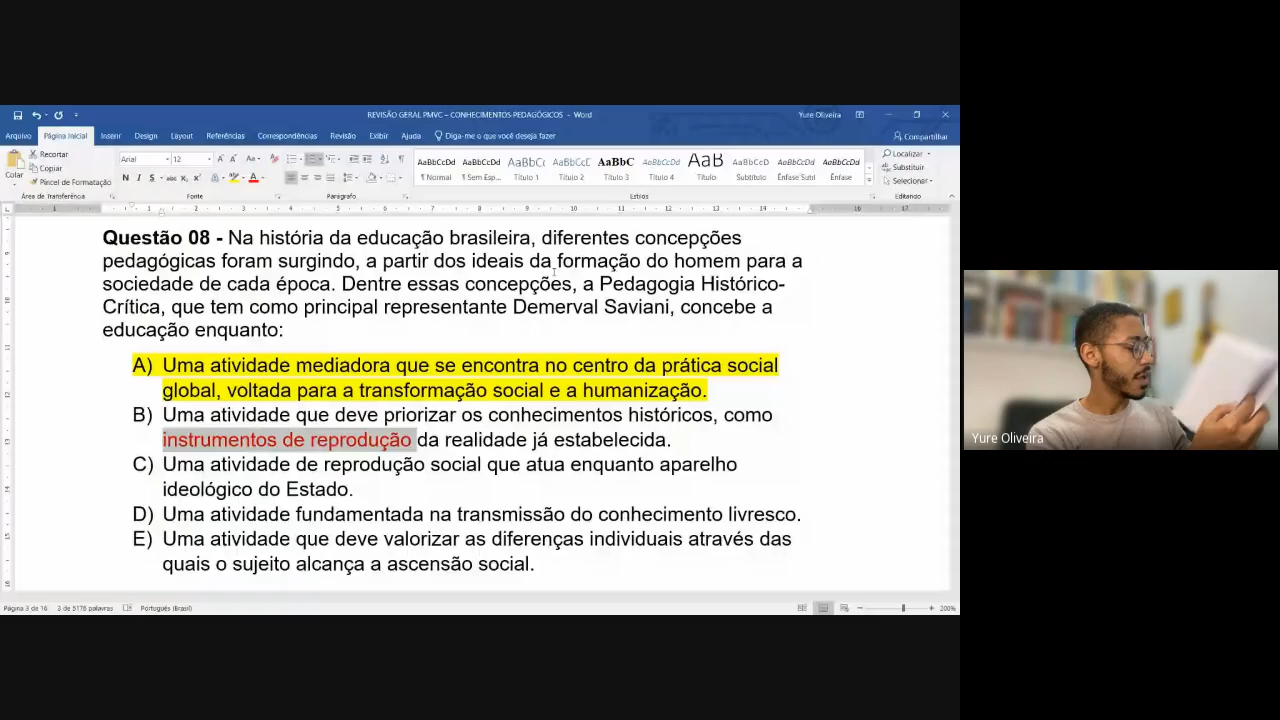 REVISÃO GERAL PMVC – CONHECIMENTOS PEDAGÓGICOS - Word
Yure Oliveira
Arquivo Página Inicial Inserir Design Layout Referências Correspondências Revisão Exibir Ajuda Diga-me o que você deseja fazer
Compartilhar
Colar
Recortar
Copiar
Pincel de Formatação
Área de Transferência
Arial 12
N I S
Fonte
Parágrafo
AaBbCcDd AaBbCcDd AaBbCc AaBbCcE AaBbC AaBbCcDd AaB AaBbCcD AaBbCcDd AaBbCcDd
¶ Normal ¶ Sem Esp... Título 1 Título 2 Título 3 Título 4 Título Subtítulo Ênfase Sutil Ênfase
Estilos
Localizar
Substituir
Selecionar
Editando
Questão 08 - Na história da educação brasileira, diferentes concepções
pedagógicas foram surgindo, a partir dos ideais da formação do homem para a
sociedade de cada época. Dentre essas concepções, a Pedagogia Histórico-
Crítica, que tem como principal representante Demerval Saviani, concebe a
educação enquanto:
A) Uma atividade mediadora que se encontra no centro da prática social
global, voltada para a transformação social e a humanização.
B) Uma atividade que deve priorizar os conhecimentos históricos, como
instrumentos de reprodução da realidade já estabelecida.
C) Uma atividade de reprodução social que atua enquanto aparelho
ideológico do Estado.
D) Uma atividade fundamentada na transmissão do conhecimento livresco.
E) Uma atividade que deve valorizar as diferenças individuais através das
quais o sujeito alcança a ascensão social.
Página 3 de 16 3 de 5176 palavras Português (Brasil)
200%
Yure Oliveira